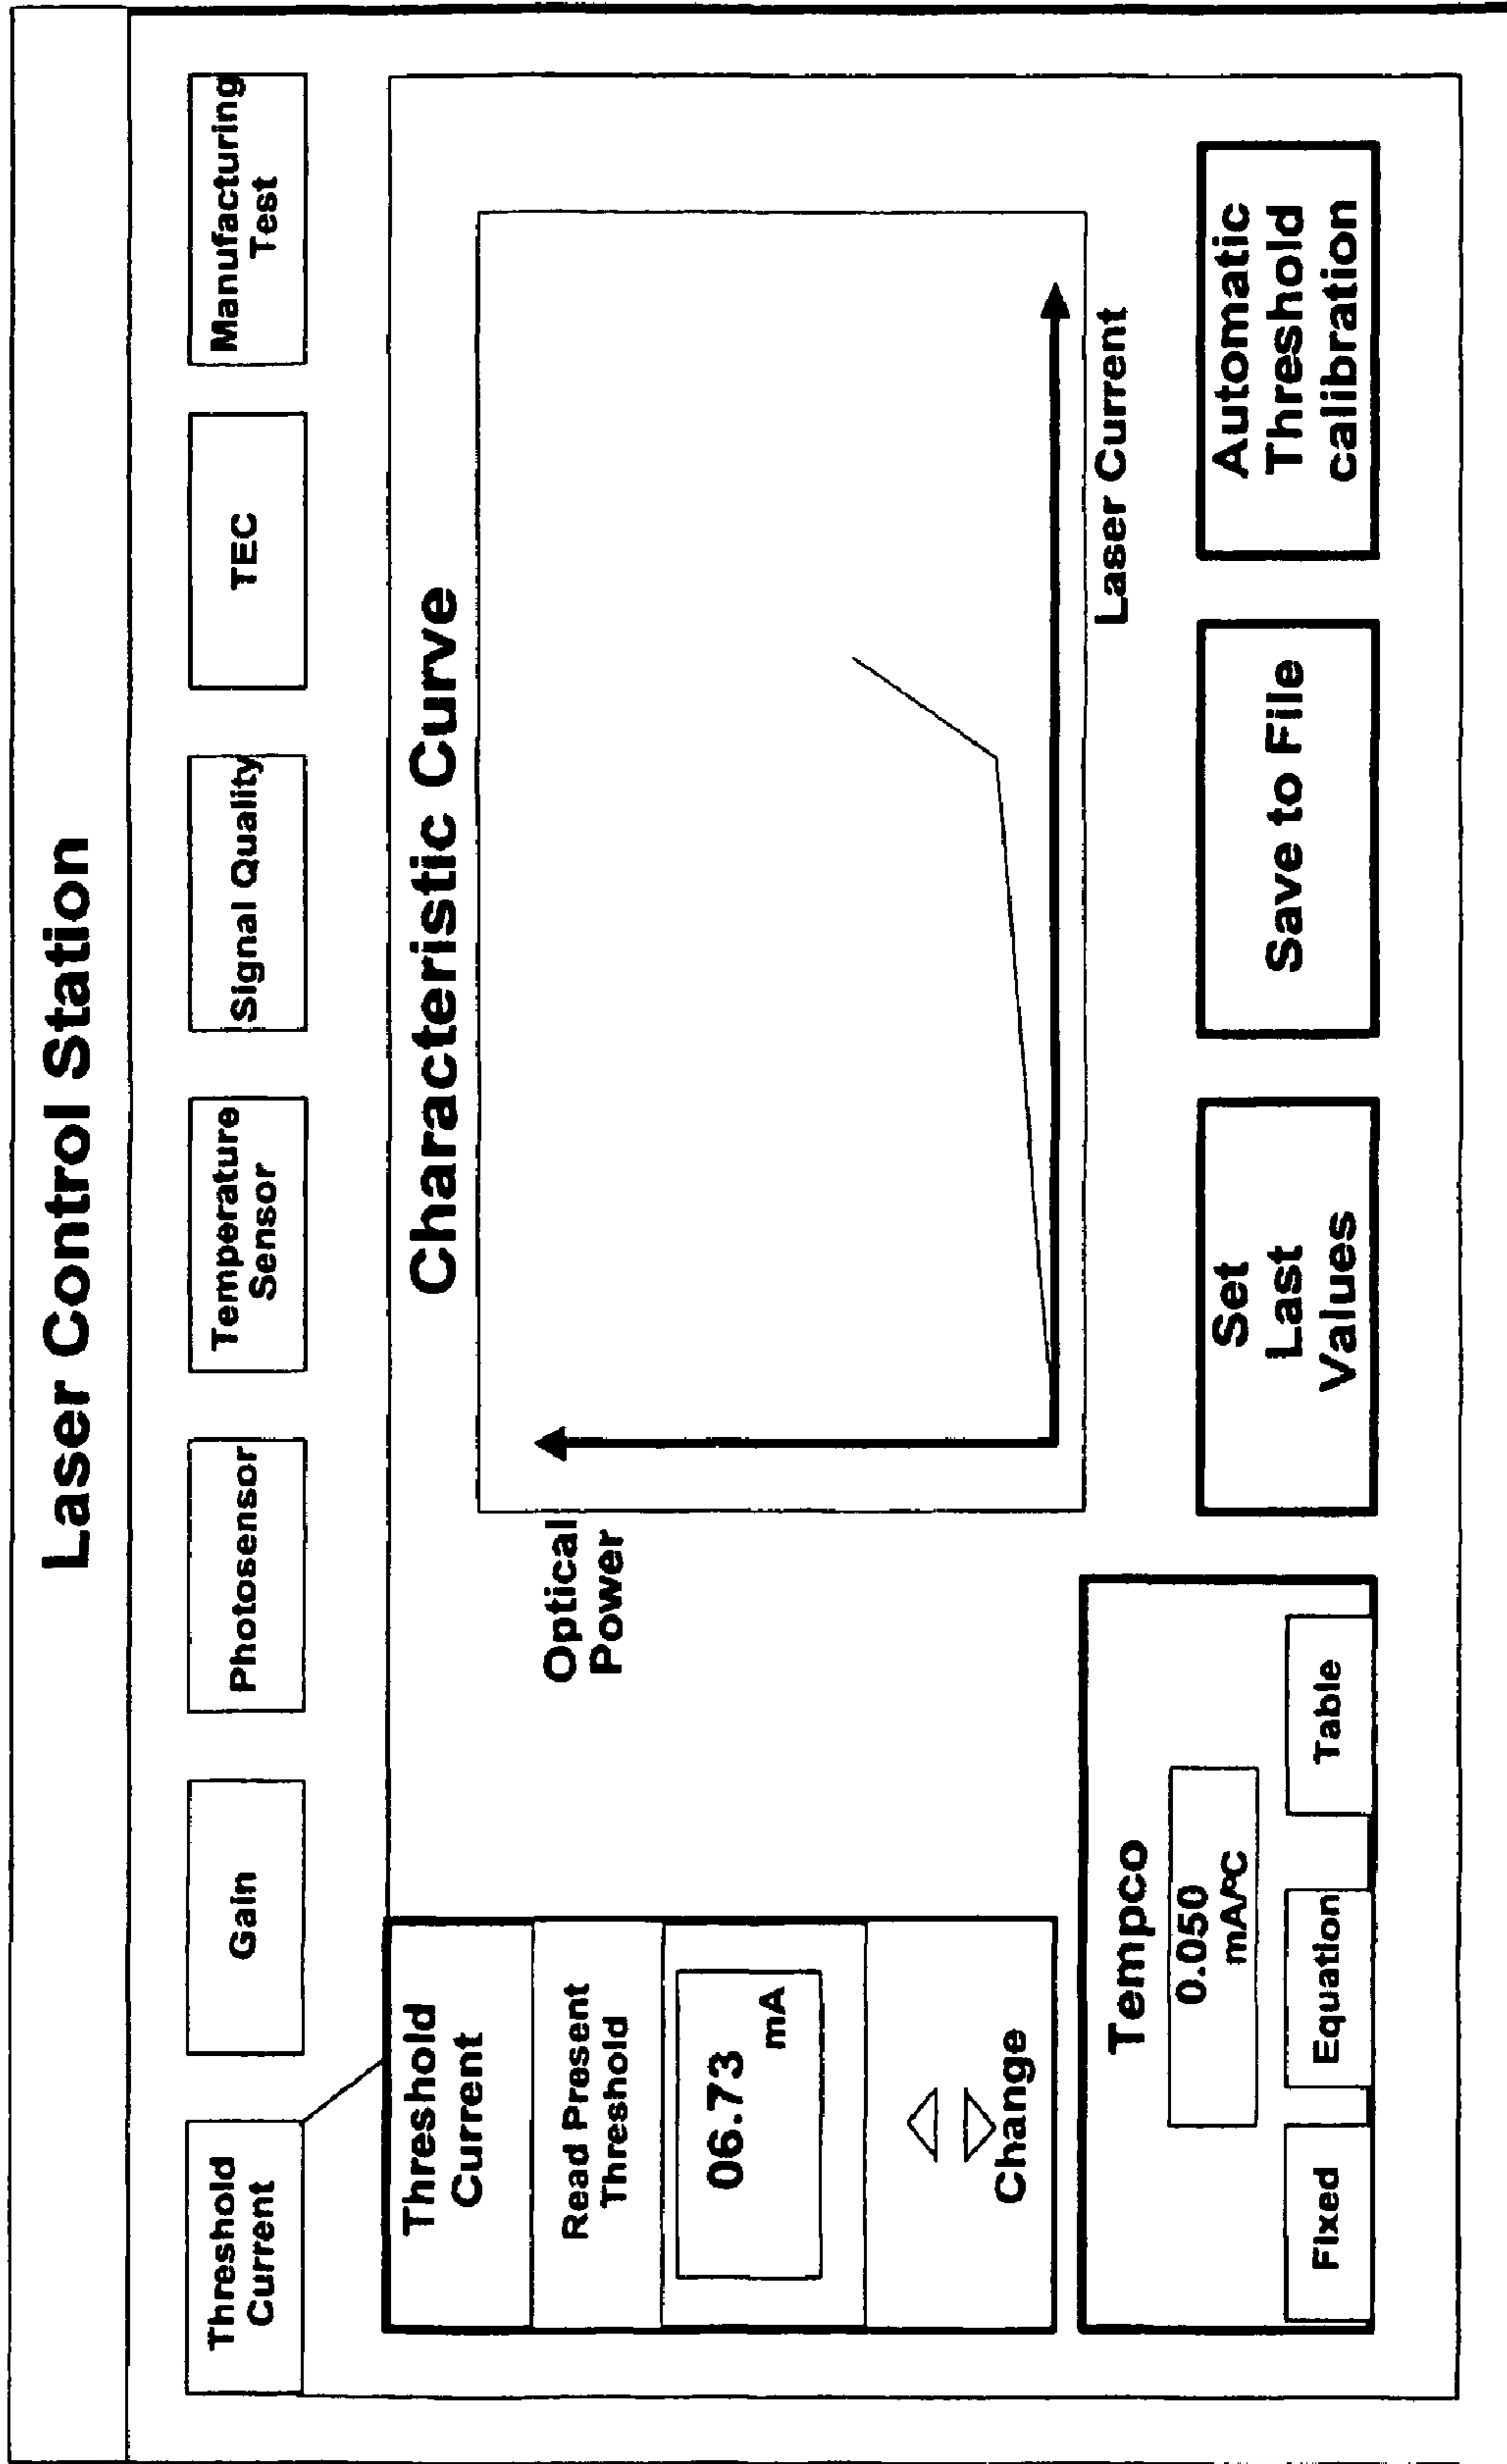 Laser Control Station
Threshold
Current
Gain
Photosensor
Temperature
Sensor
Signal Quality
TEC
Manufacturing
Test
Threshold
Current
Read Present
Threshold
06.73
mA
Change
Characteristic Curve
Optical
Power
Laser Current
Tempco
0.050
mA/ºC
Fixed
Equation
Table
Set
Last
Values
Save to File
Automatic
Threshold
calibration